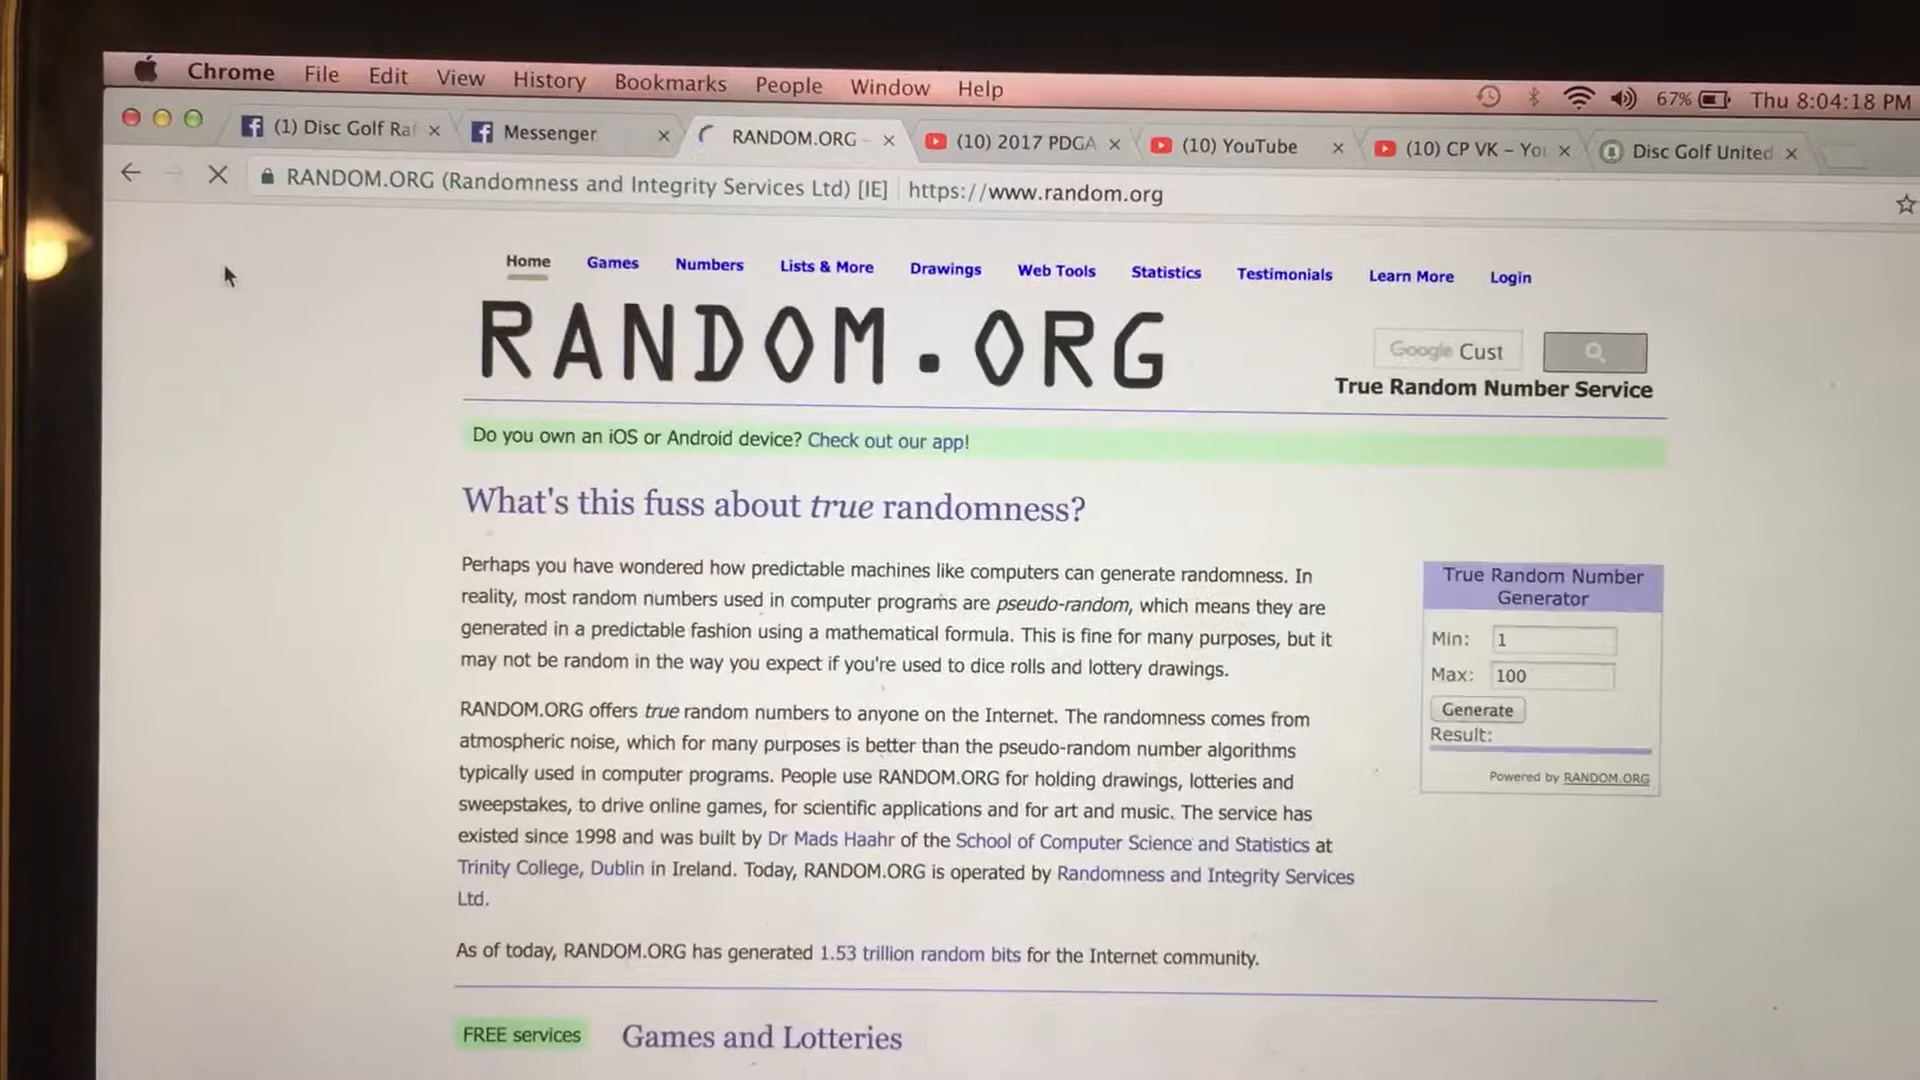 Chrome File Edit View History Bookmarks People Window Help 67% Thu 8:04:18 PM
(1) Disc Golf Raf Messenger RANDOM.ORG - (10) 2017 PDGA (10) YouTube (10) CP VK – You Disc Golf United
RANDOM.ORG (Randomness and Integrity Services Ltd) [IE] https://www.random.org
Home Games Numbers Lists & More Drawings Web Tools Statistics Testimonials Learn More Login
RANDOM.ORG
Google Cust
True Random Number Service
Do you own an iOS or Android device? Check out our app!
What's this fuss about true randomness?
Perhaps you have wondered how predictable machines like computers can generate randomness. In
reality, most random numbers used in computer programs are pseudo-random, which means they are
generated in a predictable fashion using a mathematical formula. This is fine for many purposes, but it
may not be random in the way you expect if you're used to dice rolls and lottery drawings.
RANDOM.ORG offers true random numbers to anyone on the Internet. The randomness comes from
atmospheric noise, which for many purposes is better than the pseudo-random number algorithms
typically used in computer programs. People use RANDOM.ORG for holding drawings, lotteries and
sweepstakes, to drive online games, for scientific applications and for art and music. The service has
existed since 1998 and was built by Dr Mads Haahr of the School of Computer Science and Statistics at
Trinity College, Dublin in Ireland. Today, RANDOM.ORG is operated by Randomness and Integrity Services
Ltd.
As of today, RANDOM.ORG has generated 1.53 trillion random bits for the Internet community.
True Random Number
Generator
Min: 1
Max: 100
Generate
Result:
Powered by RANDOM.ORG
FREE services Games and Lotteries